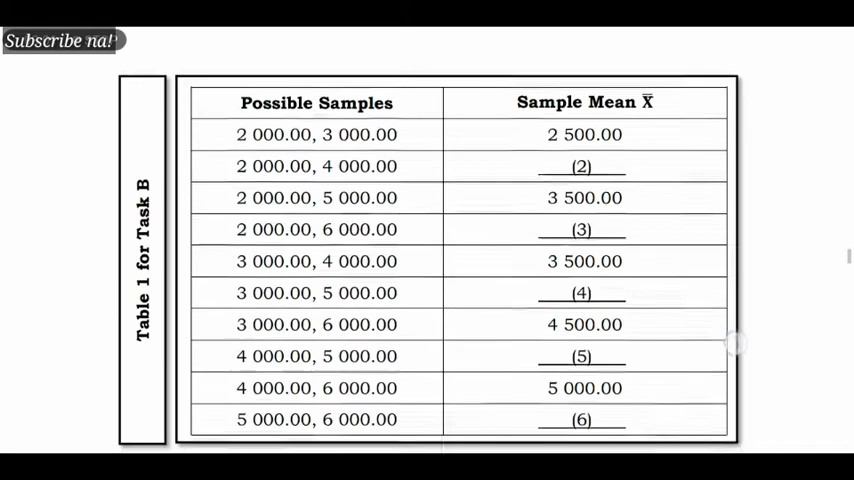 Subscribe na!
Table 1 for Task B
Possible Samples Sample Mean X̄
2 000.00, 3 000.00 2 500.00
2 000.00, 4 000.00 (2)
2 000.00, 5 000.00 3 500.00
2 000.00, 6 000.00 (3)
3 000.00, 4 000.00 3 500.00
3 000.00, 5 000.00 (4)
3 000.00, 6 000.00 4 500.00
4 000.00, 5 000.00 (5)
4 000.00, 6 000.00 5 000.00
5 000.00, 6 000.00 (6)